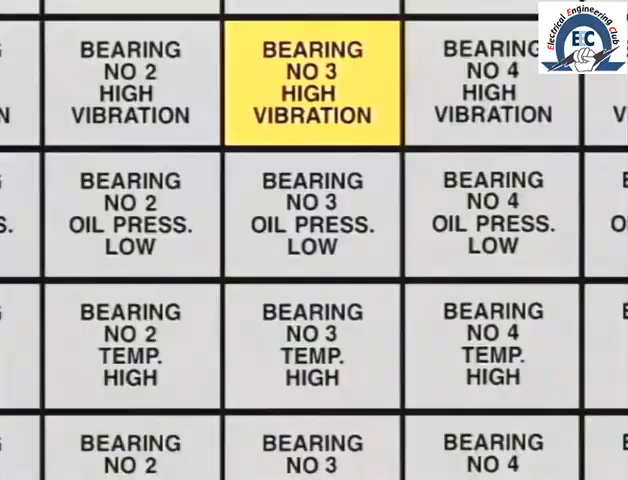 BEARING
NO 2
HIGH
VIBRATION
BEARING
NO 3
HIGH
VIBRATION
BEARING
NO 4
HIGH
VIBRATION
BEARING
NO 2
OIL PRESS.
LOW
BEARING
NO 3
OIL PRESS.
LOW
BEARING
NO 4
OIL PRESS.
LOW
BEARING
NO 2
TEMP.
HIGH
BEARING
NO 3
TEMP.
HIGH
BEARING
NO 4
TEMP.
HIGH
BEARING
NO 2
BEARING
NO 3
BEARING
NO 4
Electrical Engineering Club
EEC